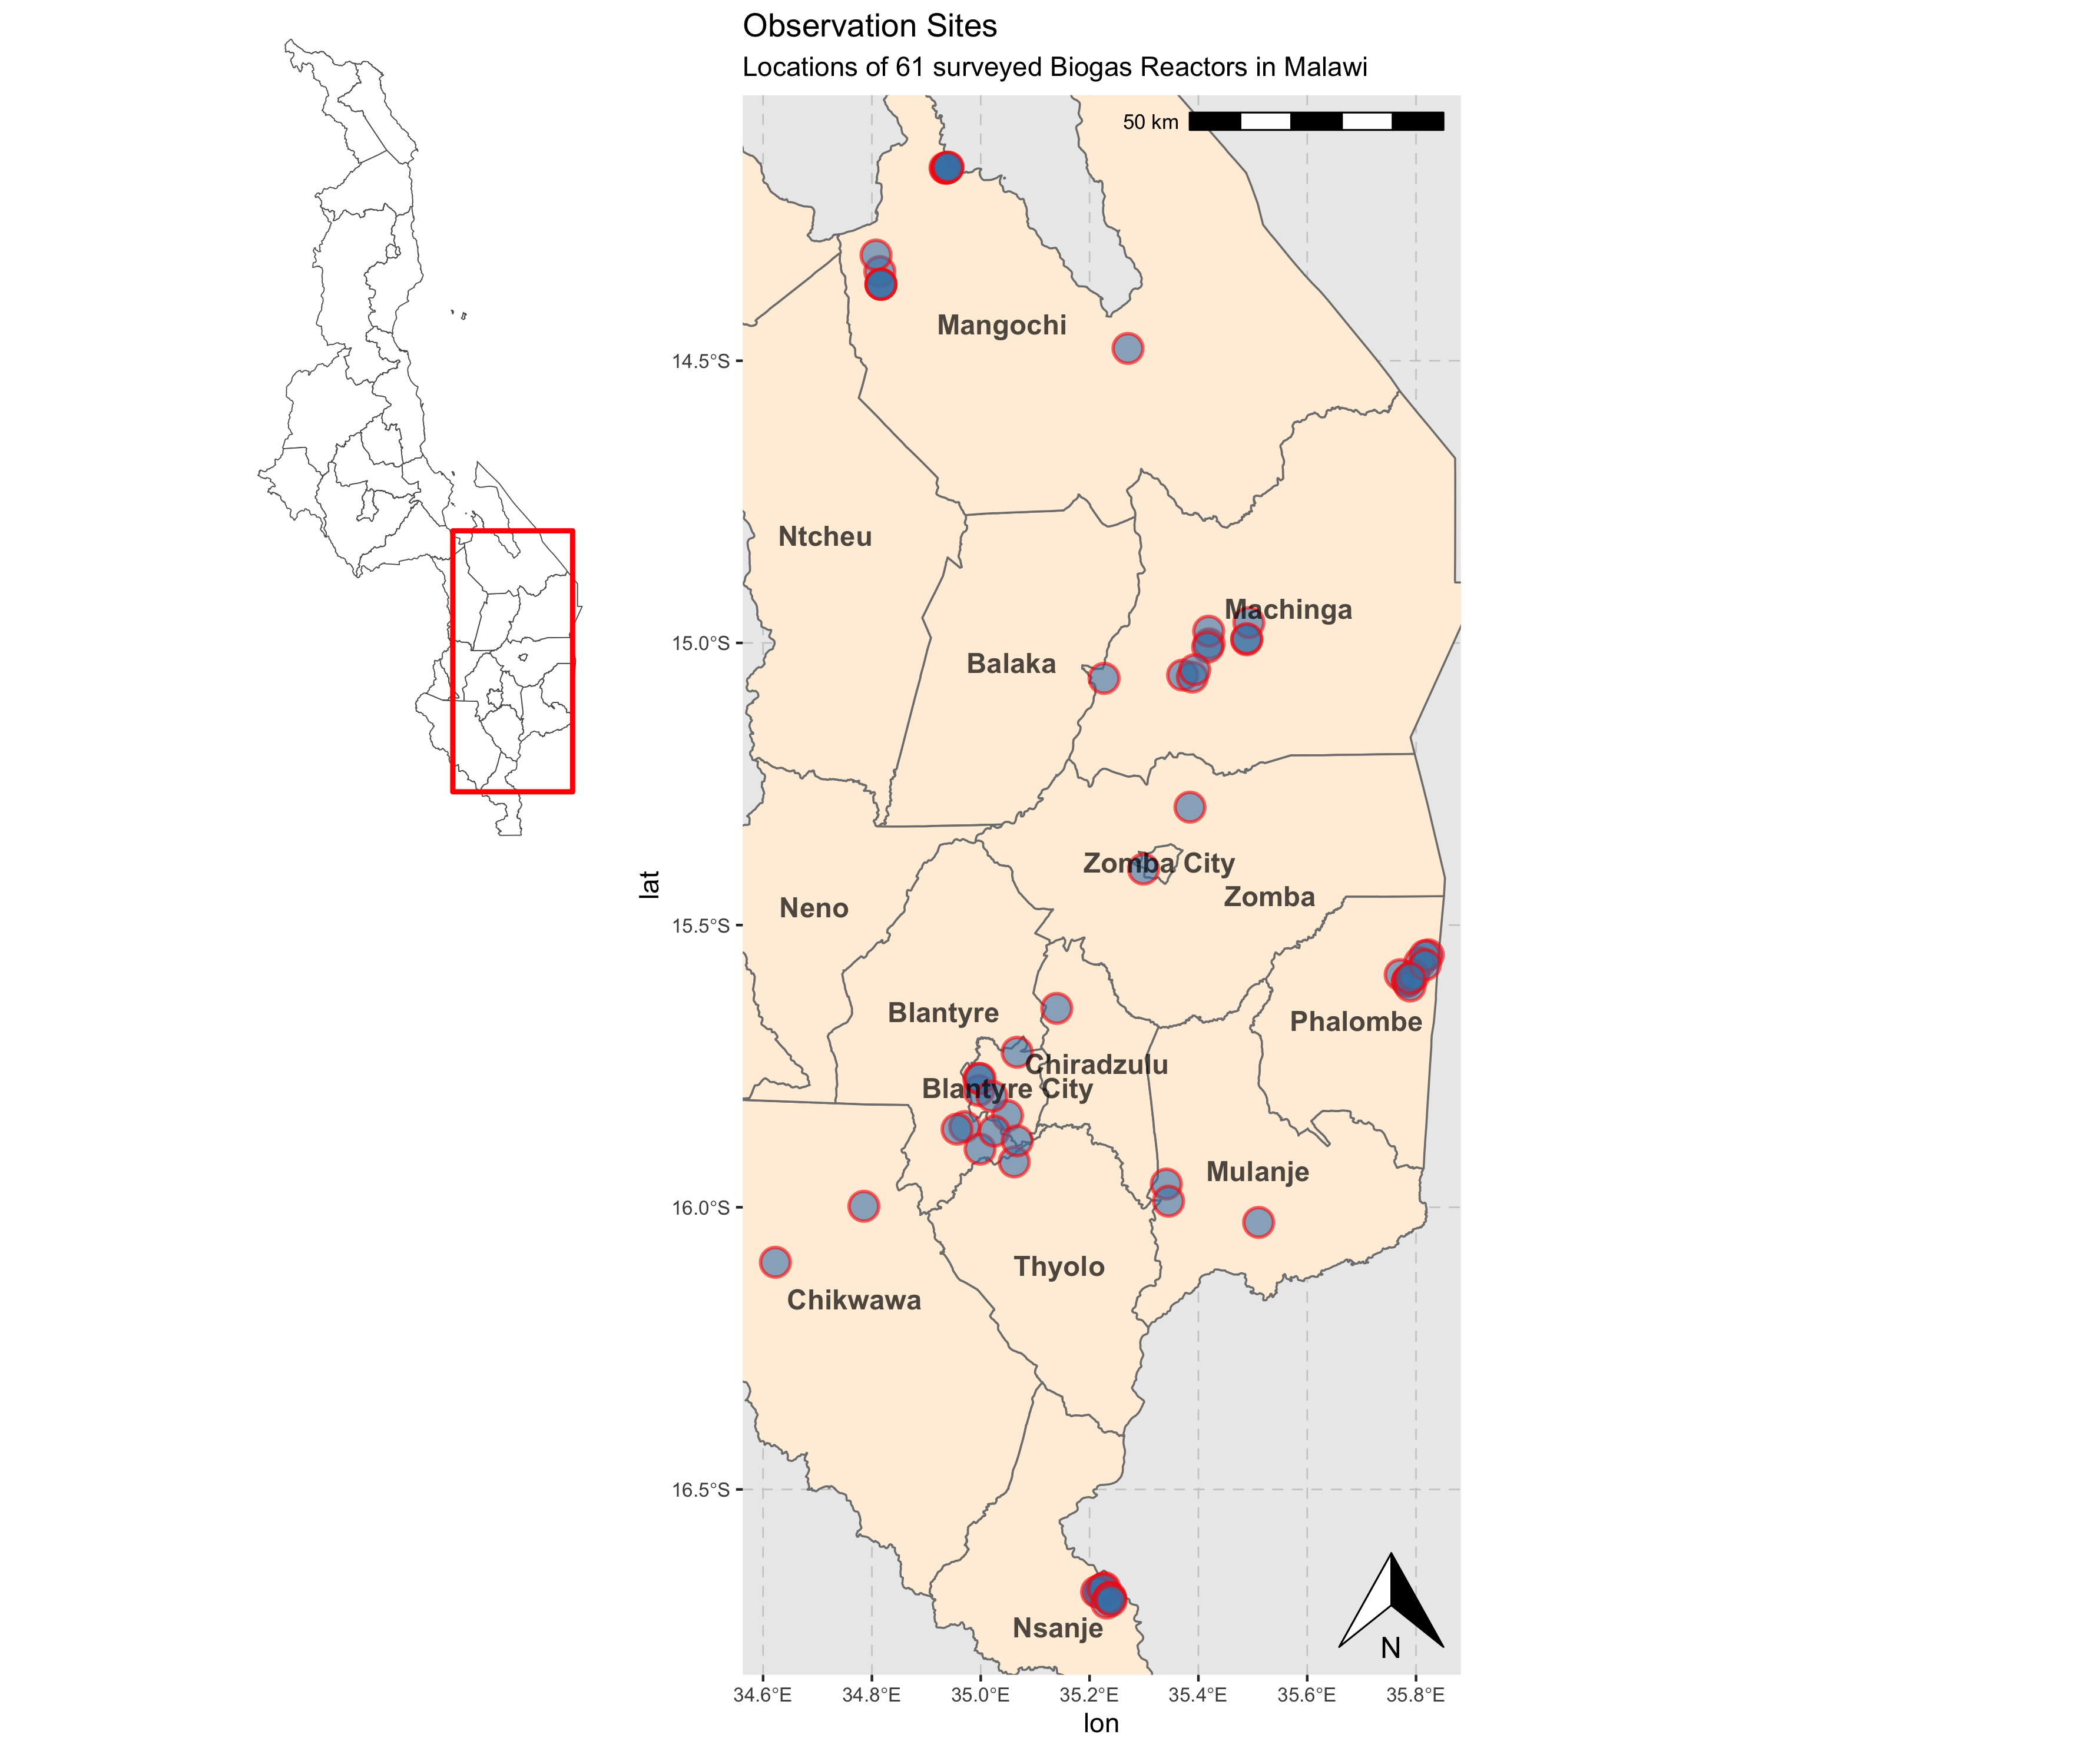 Observation Sites
Locations of 61 surveyed Biogas Reactors in Malawi
50 km
Mangochi
14.5°S
Ntcheu
Machinga
15.0°S
Balaka
Zomba City
lat
Zomba
Neno
15.5°S
Blantyre
Phalombe
Chiradzulu
Blantyre City
Mulanje
16.0°S
Thyolo
Chikwawa
16.5°S
Nsanje
N
34.6°E 34.8°E 35.0°E 35.2°E 35.4°E 35.6°E 35.8°E
lon